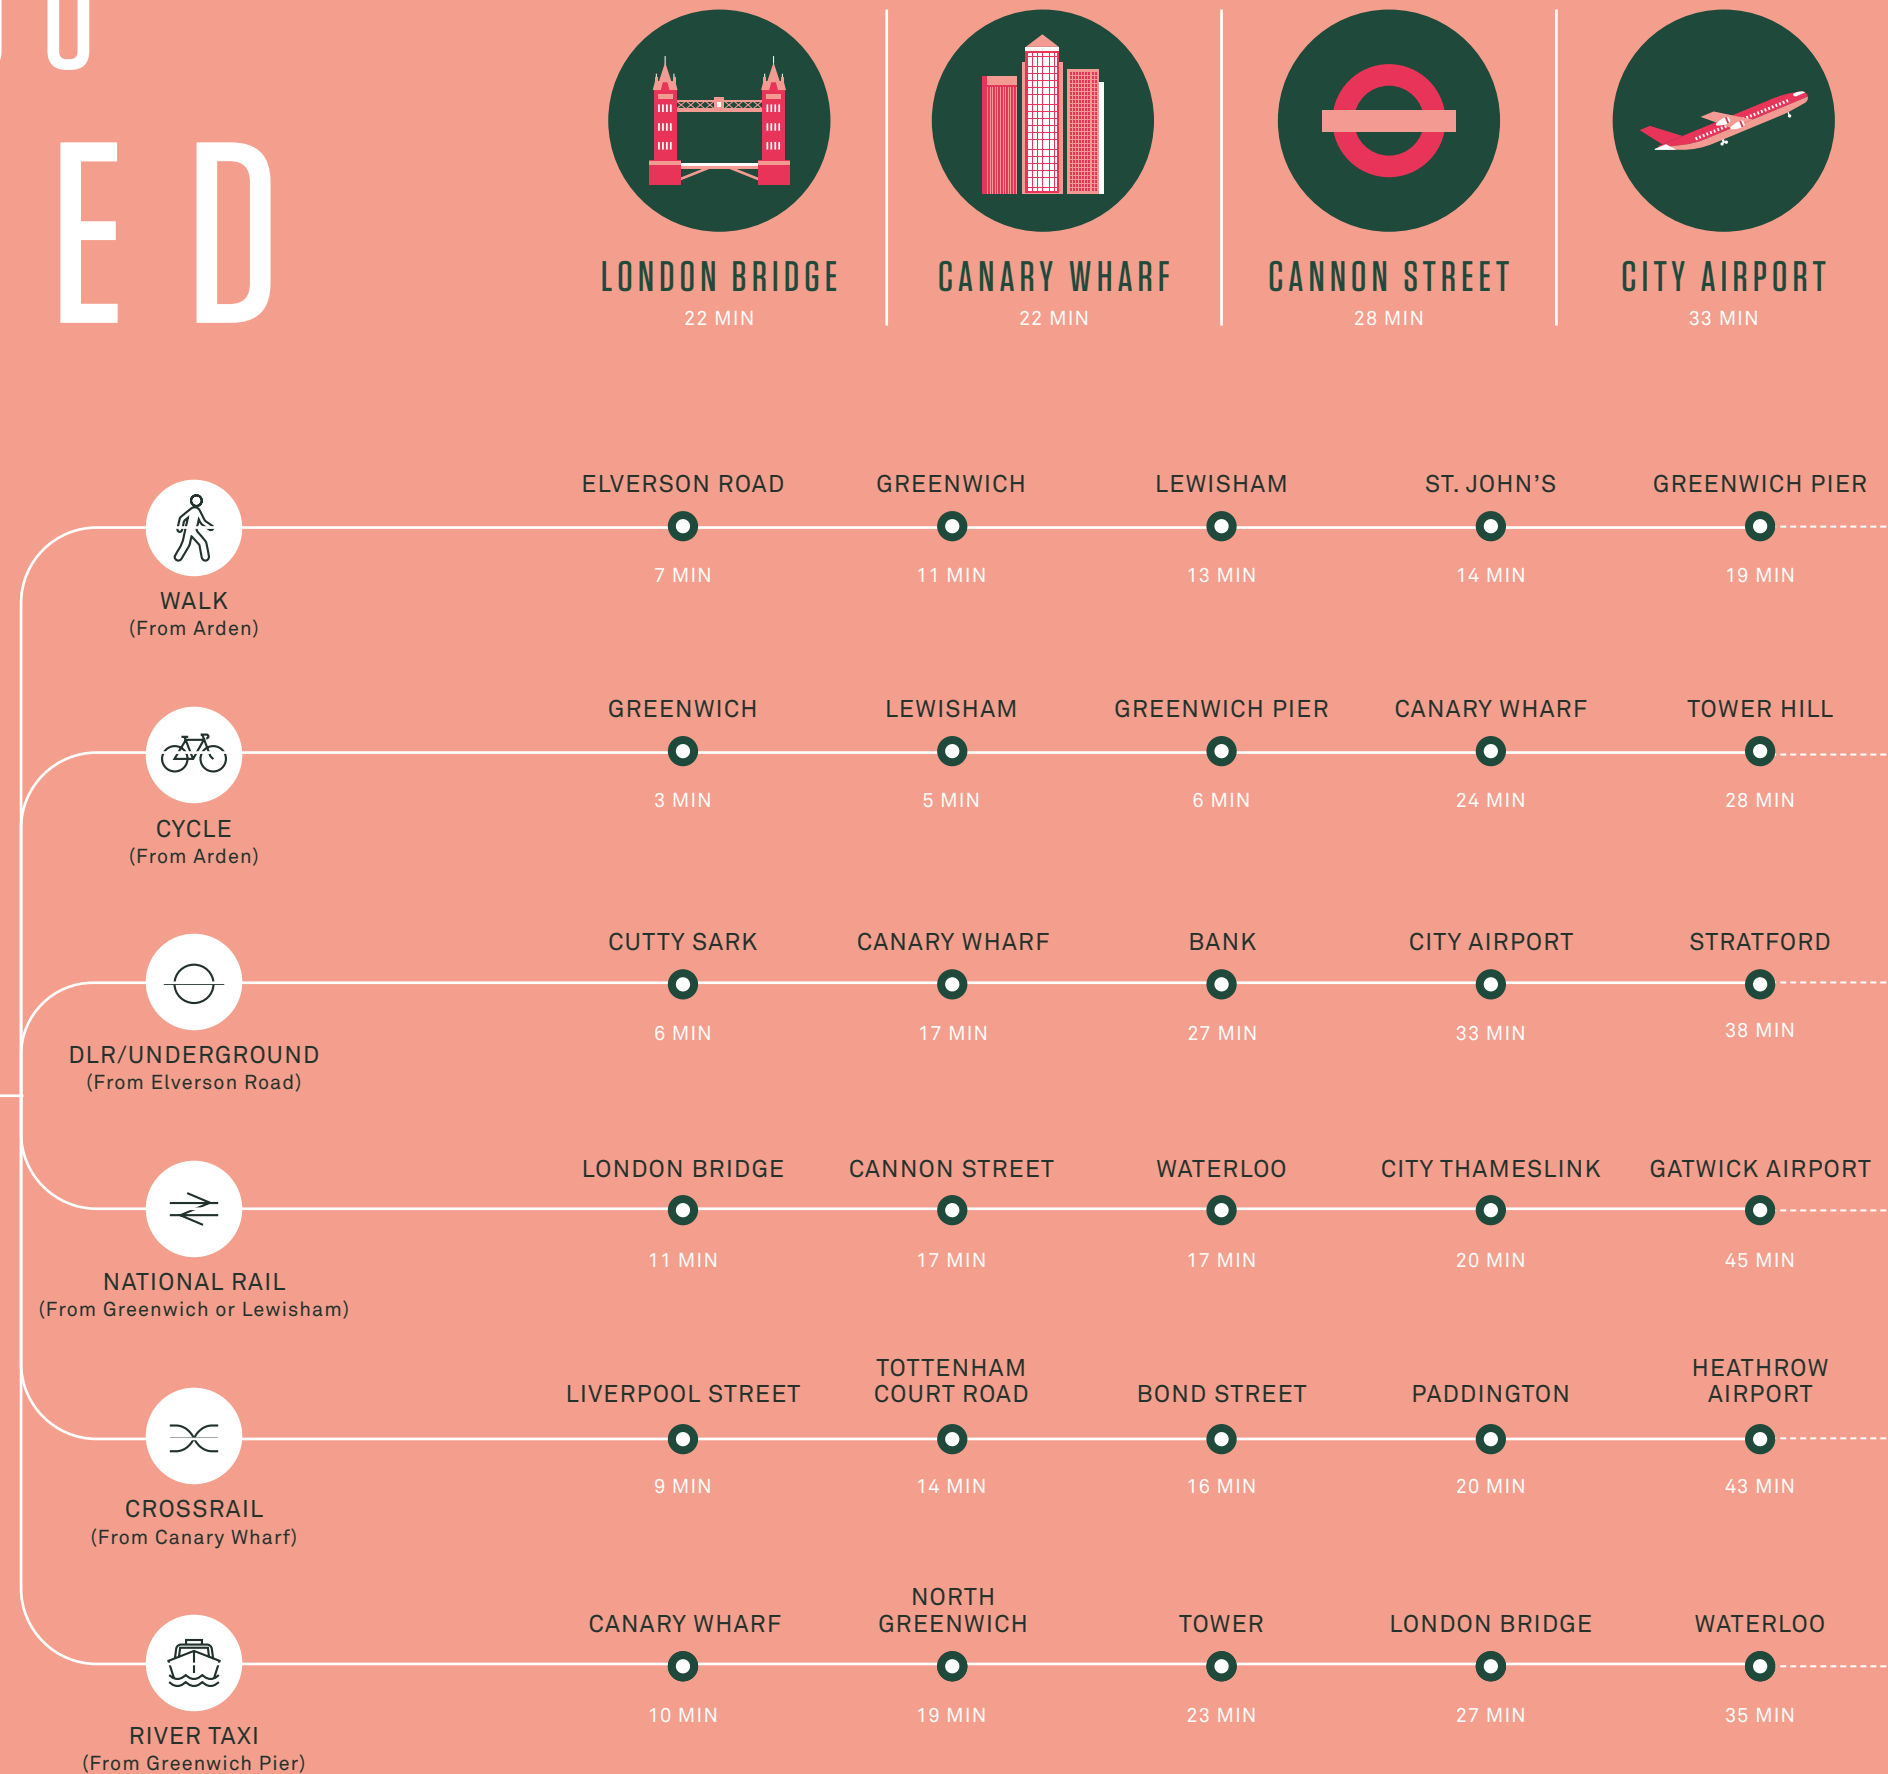 U
ED
LONDON BRIDGE
22 MIN
CANARY WHARF
22 MIN
CANNON STREET
28 MIN
CITY AIRPORT
33 MIN
WALK
(From Arden)
ELVERSON ROAD
7 MIN
GREENWICH
11 MIN
LEWISHAM
13 MIN
ST. JOHN’S
14 MIN
GREENWICH PIER
19 MIN
CYCLE
(From Arden)
GREENWICH
3 MIN
LEWISHAM
5 MIN
GREENWICH PIER
6 MIN
CANARY WHARF
24 MIN
TOWER HILL
28 MIN
DLR/UNDERGROUND
(From Elverson Road)
CUTTY SARK
6 MIN
CANARY WHARF
17 MIN
BANK
27 MIN
CITY AIRPORT
33 MIN
STRATFORD
38 MIN
NATIONAL RAIL
(From Greenwich or Lewisham)
LONDON BRIDGE
11 MIN
CANNON STREET
17 MIN
WATERLOO
17 MIN
CITY THAMESLINK
20 MIN
GATWICK AIRPORT
45 MIN
CROSSRAIL
(From Canary Wharf)
LIVERPOOL STREET
9 MIN
TOTTENHAM
COURT ROAD
14 MIN
BOND STREET
16 MIN
PADDINGTON
20 MIN
HEATHROW
AIRPORT
43 MIN
RIVER TAXI
(From Greenwich Pier)
CANARY WHARF
10 MIN
NORTH
GREENWICH
19 MIN
TOWER
23 MIN
LONDON BRIDGE
27 MIN
WATERLOO
35 MIN